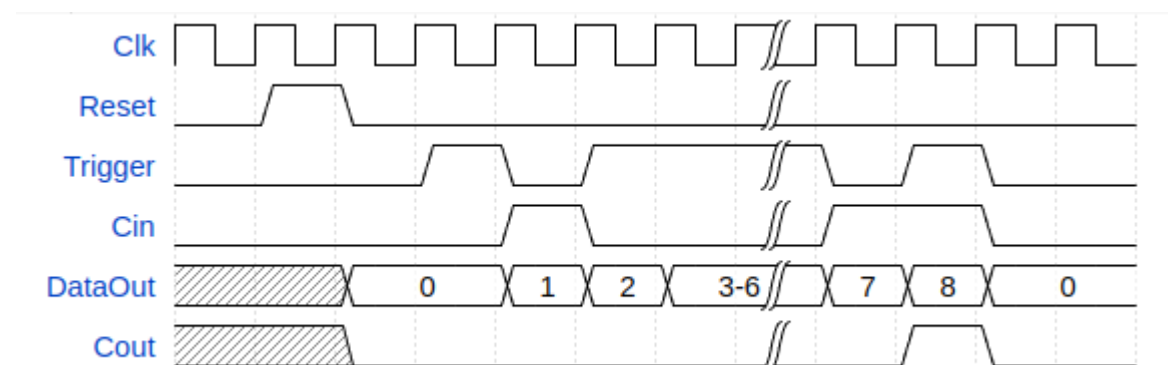 Clk
Reset
Trigger
Cin
DataOut 0 1 2 3-6 7 8 0
Cout